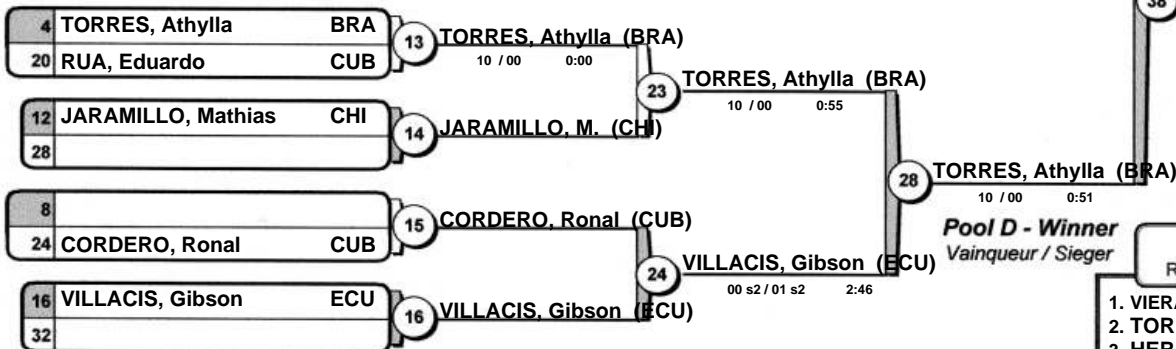 38
4 TORRES, Athylla BRA
20 RUA, Eduardo CUB
13 TORRES, Athylla (BRA)
10 / 00 0:00
12 JARAMILLO, Mathias CHI
28
14 JARAMILLO, M. (CHI)
23 TORRES, Athylla (BRA)
10 / 00 0:55
8
24 CORDERO, Ronal CUB
15 CORDERO, Ronal (CUB)
16 VILLACIS, Gibson ECU
32
16 VILLACIS, Gibson (ECU)
24 VILLACIS, Gibson (ECU)
00 s2 / 01 s2 2:46
28 TORRES, Athylla (BRA)
10 / 00 0:51
Pool D - Winner
Vainqueur / Sieger
R
1. VIERA
2. TOR